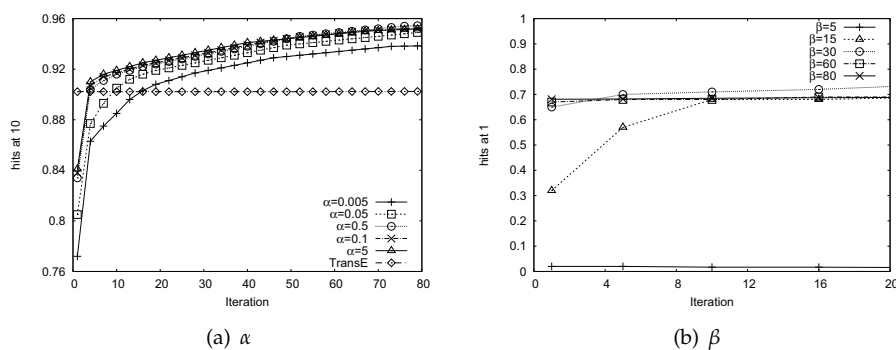 0.96
0.92
0.88
0.84
0.8
0.76
hits at 10
0 10 20 30 40 50 60 70 80
Iteration
α=0.005
α=0.05
α=0.5
α=0.1
α=5
TransE
(a) α
1
0.9
0.8
0.7
0.6
0.5
0.4
0.3
0.2
0.1
0
hits at 1
0 4 8 12 16 20
Iteration
β=5
β=15
β=30
β=60
β=80
(b) β